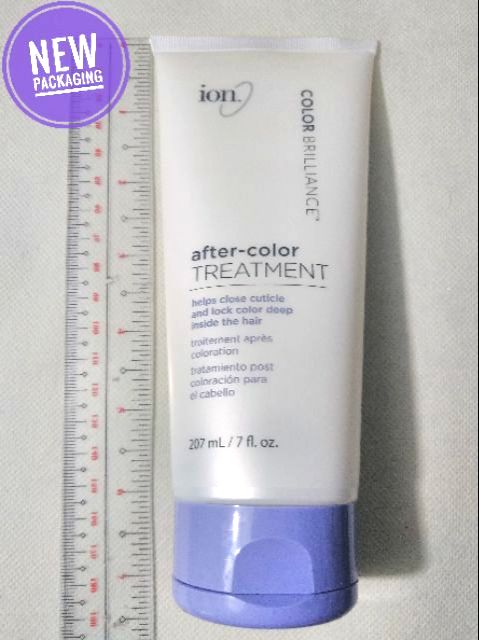 NEW
PACKAGING
ion.
COLOR BRILLIANCE™
after-color
TREATMENT
helps close cuticle
and lock color deep
inside the hair
traitement après
coloration
tratamiento post
coloración para
el cabello
207 mL / 7 fl. oz.